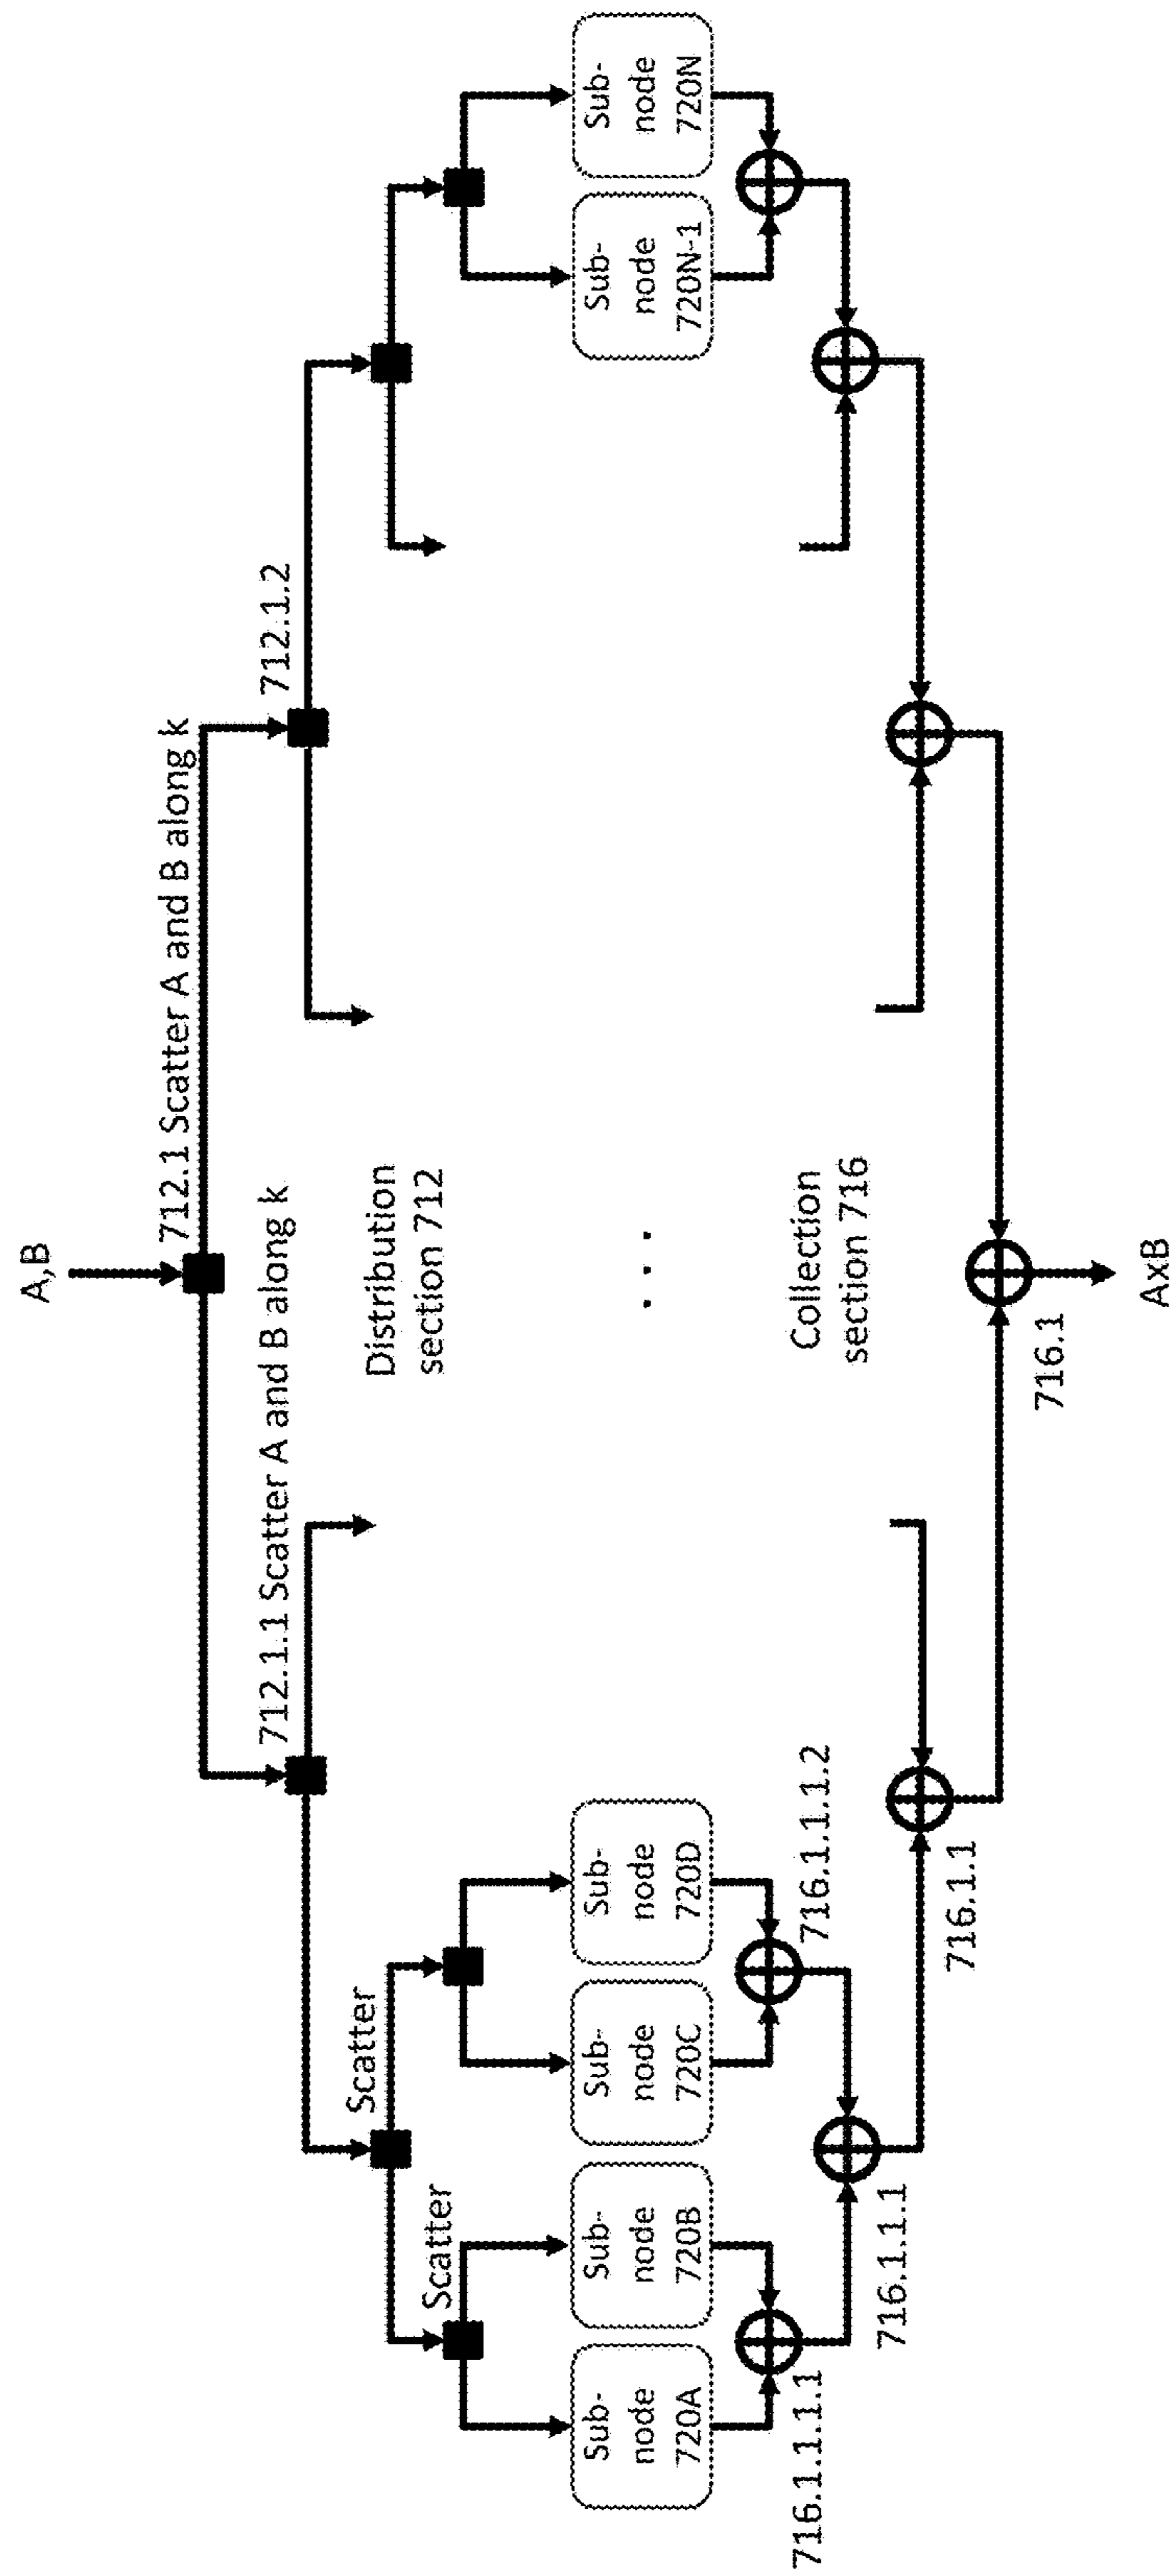 A,B
712.1 Scatter A and B along k
712.1.1 Scatter A and B along k
712.1.2
Scatter
Scatter
Distribution
section 712
Sub-
node
720A
Sub-
node
720B
Sub-
node
720C
Sub-
node
720D
. . .
Sub-
node
720N-1
Sub-
node
720N
Collection
section 716
716.1.1.1.1
716.1.1.2
716.1.1.1
716.1.1
716.1
AxB